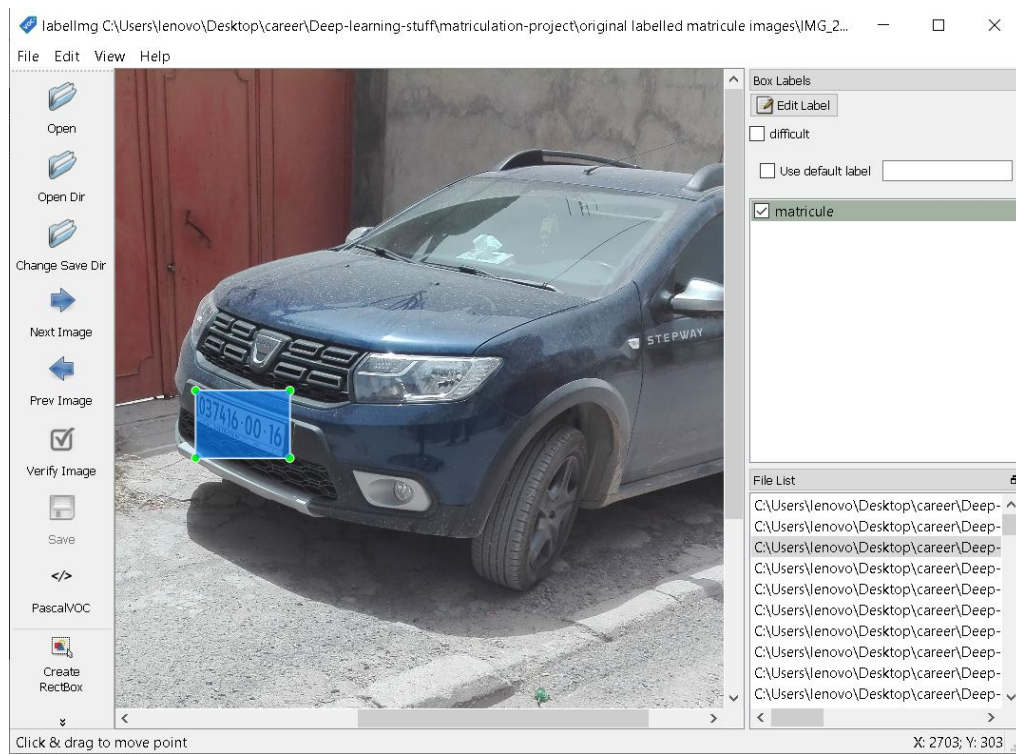 labelImg C:\Users\lenovo\Desktop\career\Deep-learning-stuff\matriculation-project\original labelled matricule images\IMG_2...
File Edit View Help
Open
Open Dir
Change Save Dir
Next Image
Prev Image
Verify Image
Save
</>
PascalVOC
Create
RectBox
STEPWAY
037416-00-16
Box Labels
Edit Label
difficult
Use default label
matricule
File List
C:\Users\lenovo\Desktop\career\Deep-
C:\Users\lenovo\Desktop\career\Deep-
C:\Users\lenovo\Desktop\career\Deep-
C:\Users\lenovo\Desktop\career\Deep-
C:\Users\lenovo\Desktop\career\Deep-
C:\Users\lenovo\Desktop\career\Deep-
C:\Users\lenovo\Desktop\career\Deep-
C:\Users\lenovo\Desktop\career\Deep-
C:\Users\lenovo\Desktop\career\Deep-
C:\Users\lenovo\Desktop\career\Deep-
Click & drag to move point
X: 2703; Y: 303